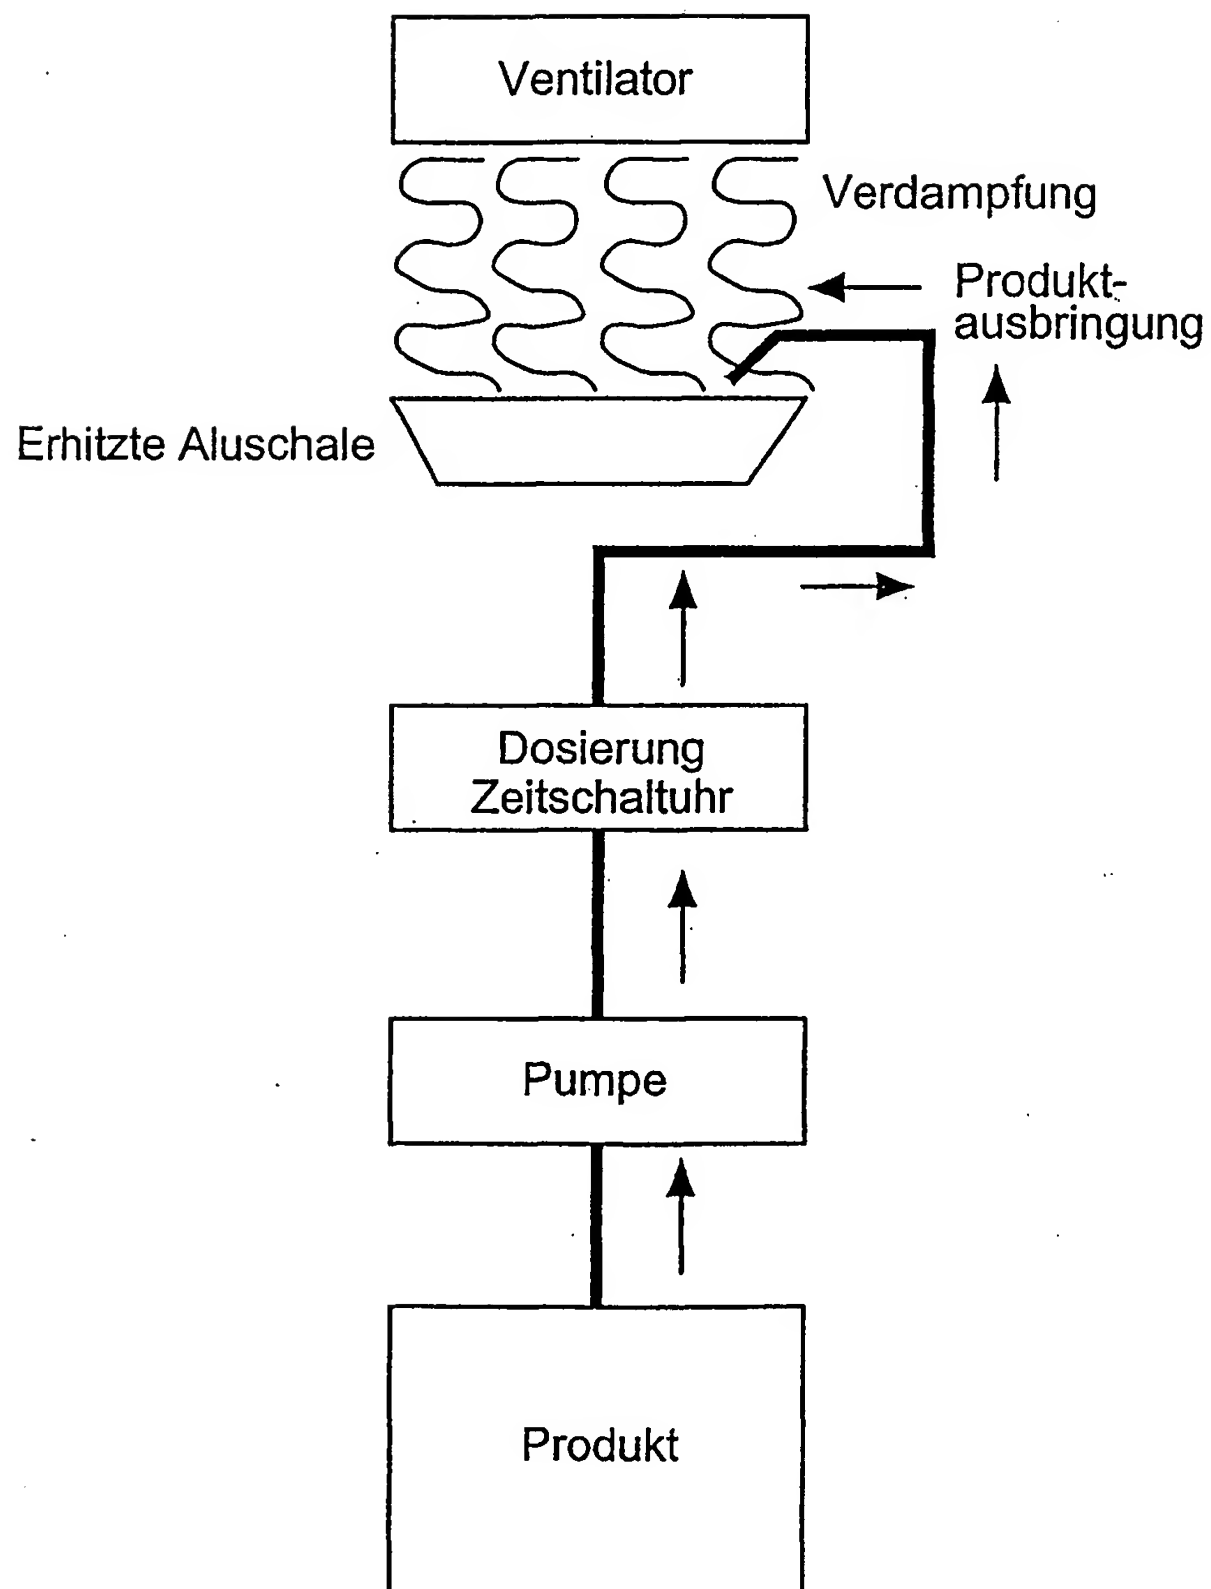 Ventilator
Verdampfung
Produkt-
ausbringung
Erhitzte Aluschale
Dosierung
Zeitschaltuhr
Pumpe
Produkt